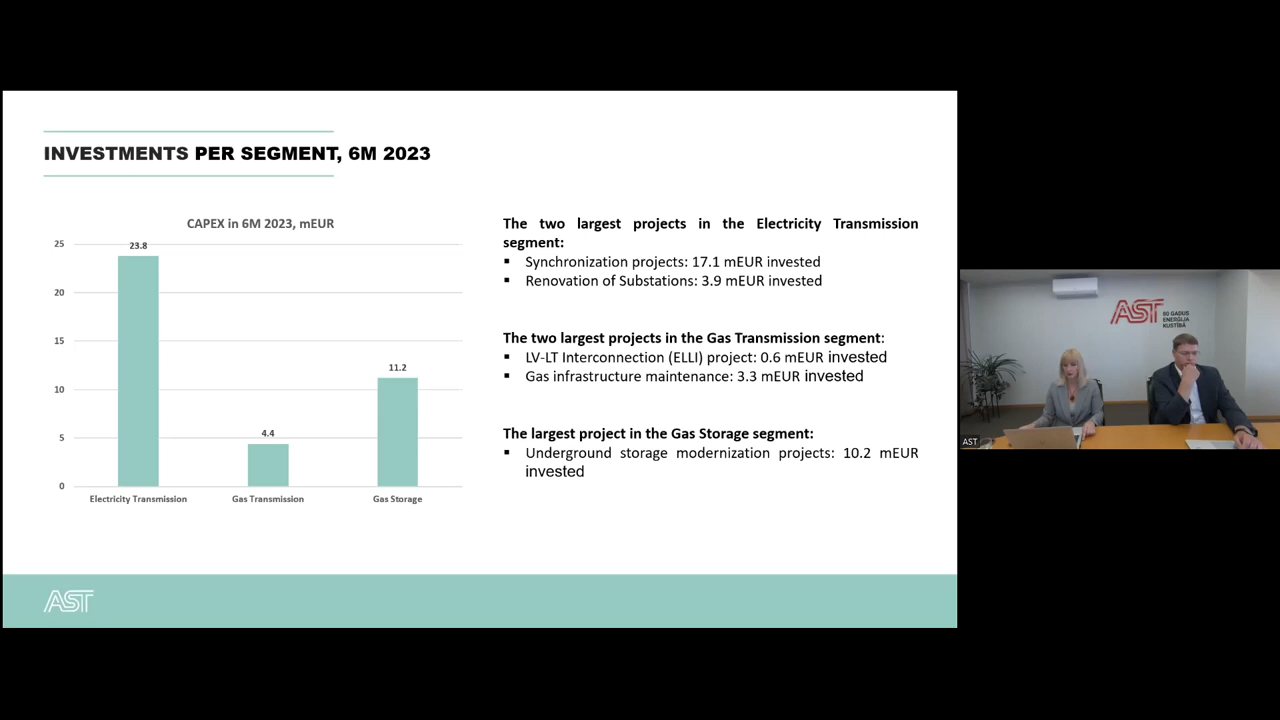 INVESTMENTS PER SEGMENT, 6M 2023
CAPEX in 6M 2023, mEUR
25
20
15
10
5
0
23.8
4.4
11.2
Electricity Transmission
Gas Transmission
Gas Storage
The two largest projects in the Electricity Transmission
segment:
▪ Synchronization projects: 17.1 mEUR invested
▪ Renovation of Substations: 3.9 mEUR invested
The two largest projects in the Gas Transmission segment:
▪ LV-LT Interconnection (ELLI) project: 0.6 mEUR invested
▪ Gas infrastructure maintenance: 3.3 mEUR invested
The largest project in the Gas Storage segment:
▪ Underground storage modernization projects: 10.2 mEUR
invested
AST
AST
80 GADUS
ENERĢIJA
KUSTĪBĀ
AST